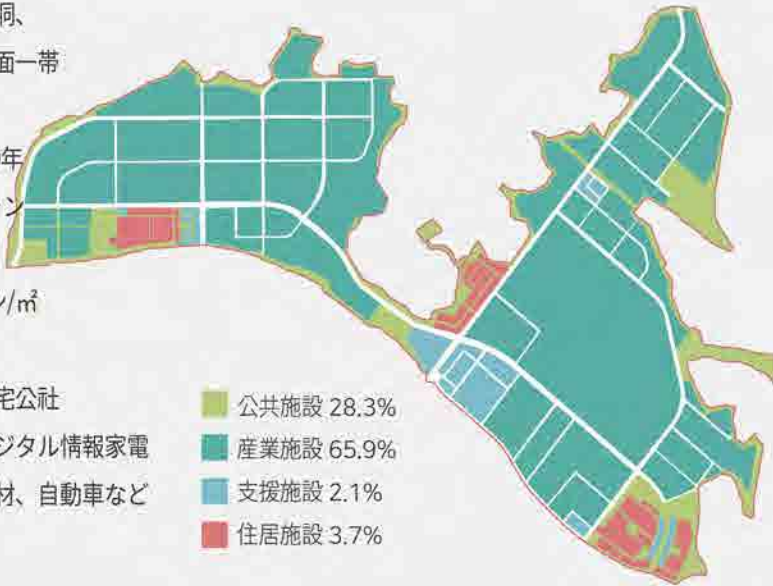 洞、
面一帯
年
ン
ン/㎡
宅公社
ジタル情報家電
材、自動車など
公共施設 28.3%
産業施設 65.9%
支援施設 2.1%
住居施設 3.7%